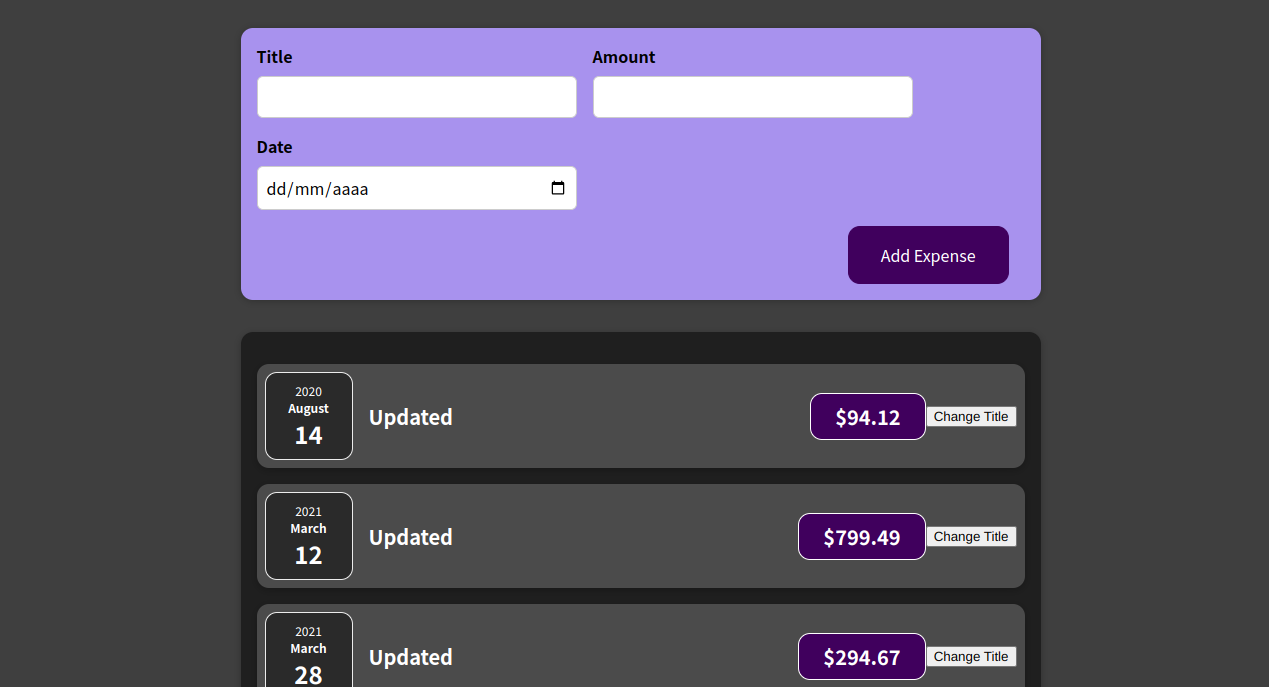 Title
Amount
Date
dd/mm/aaaa
Add Expense
2020
August
14
Updated
$94.12
Change Title
2021
March
12
Updated
$799.49
Change Title
2021
March
28
Updated
$294.67
Change Title